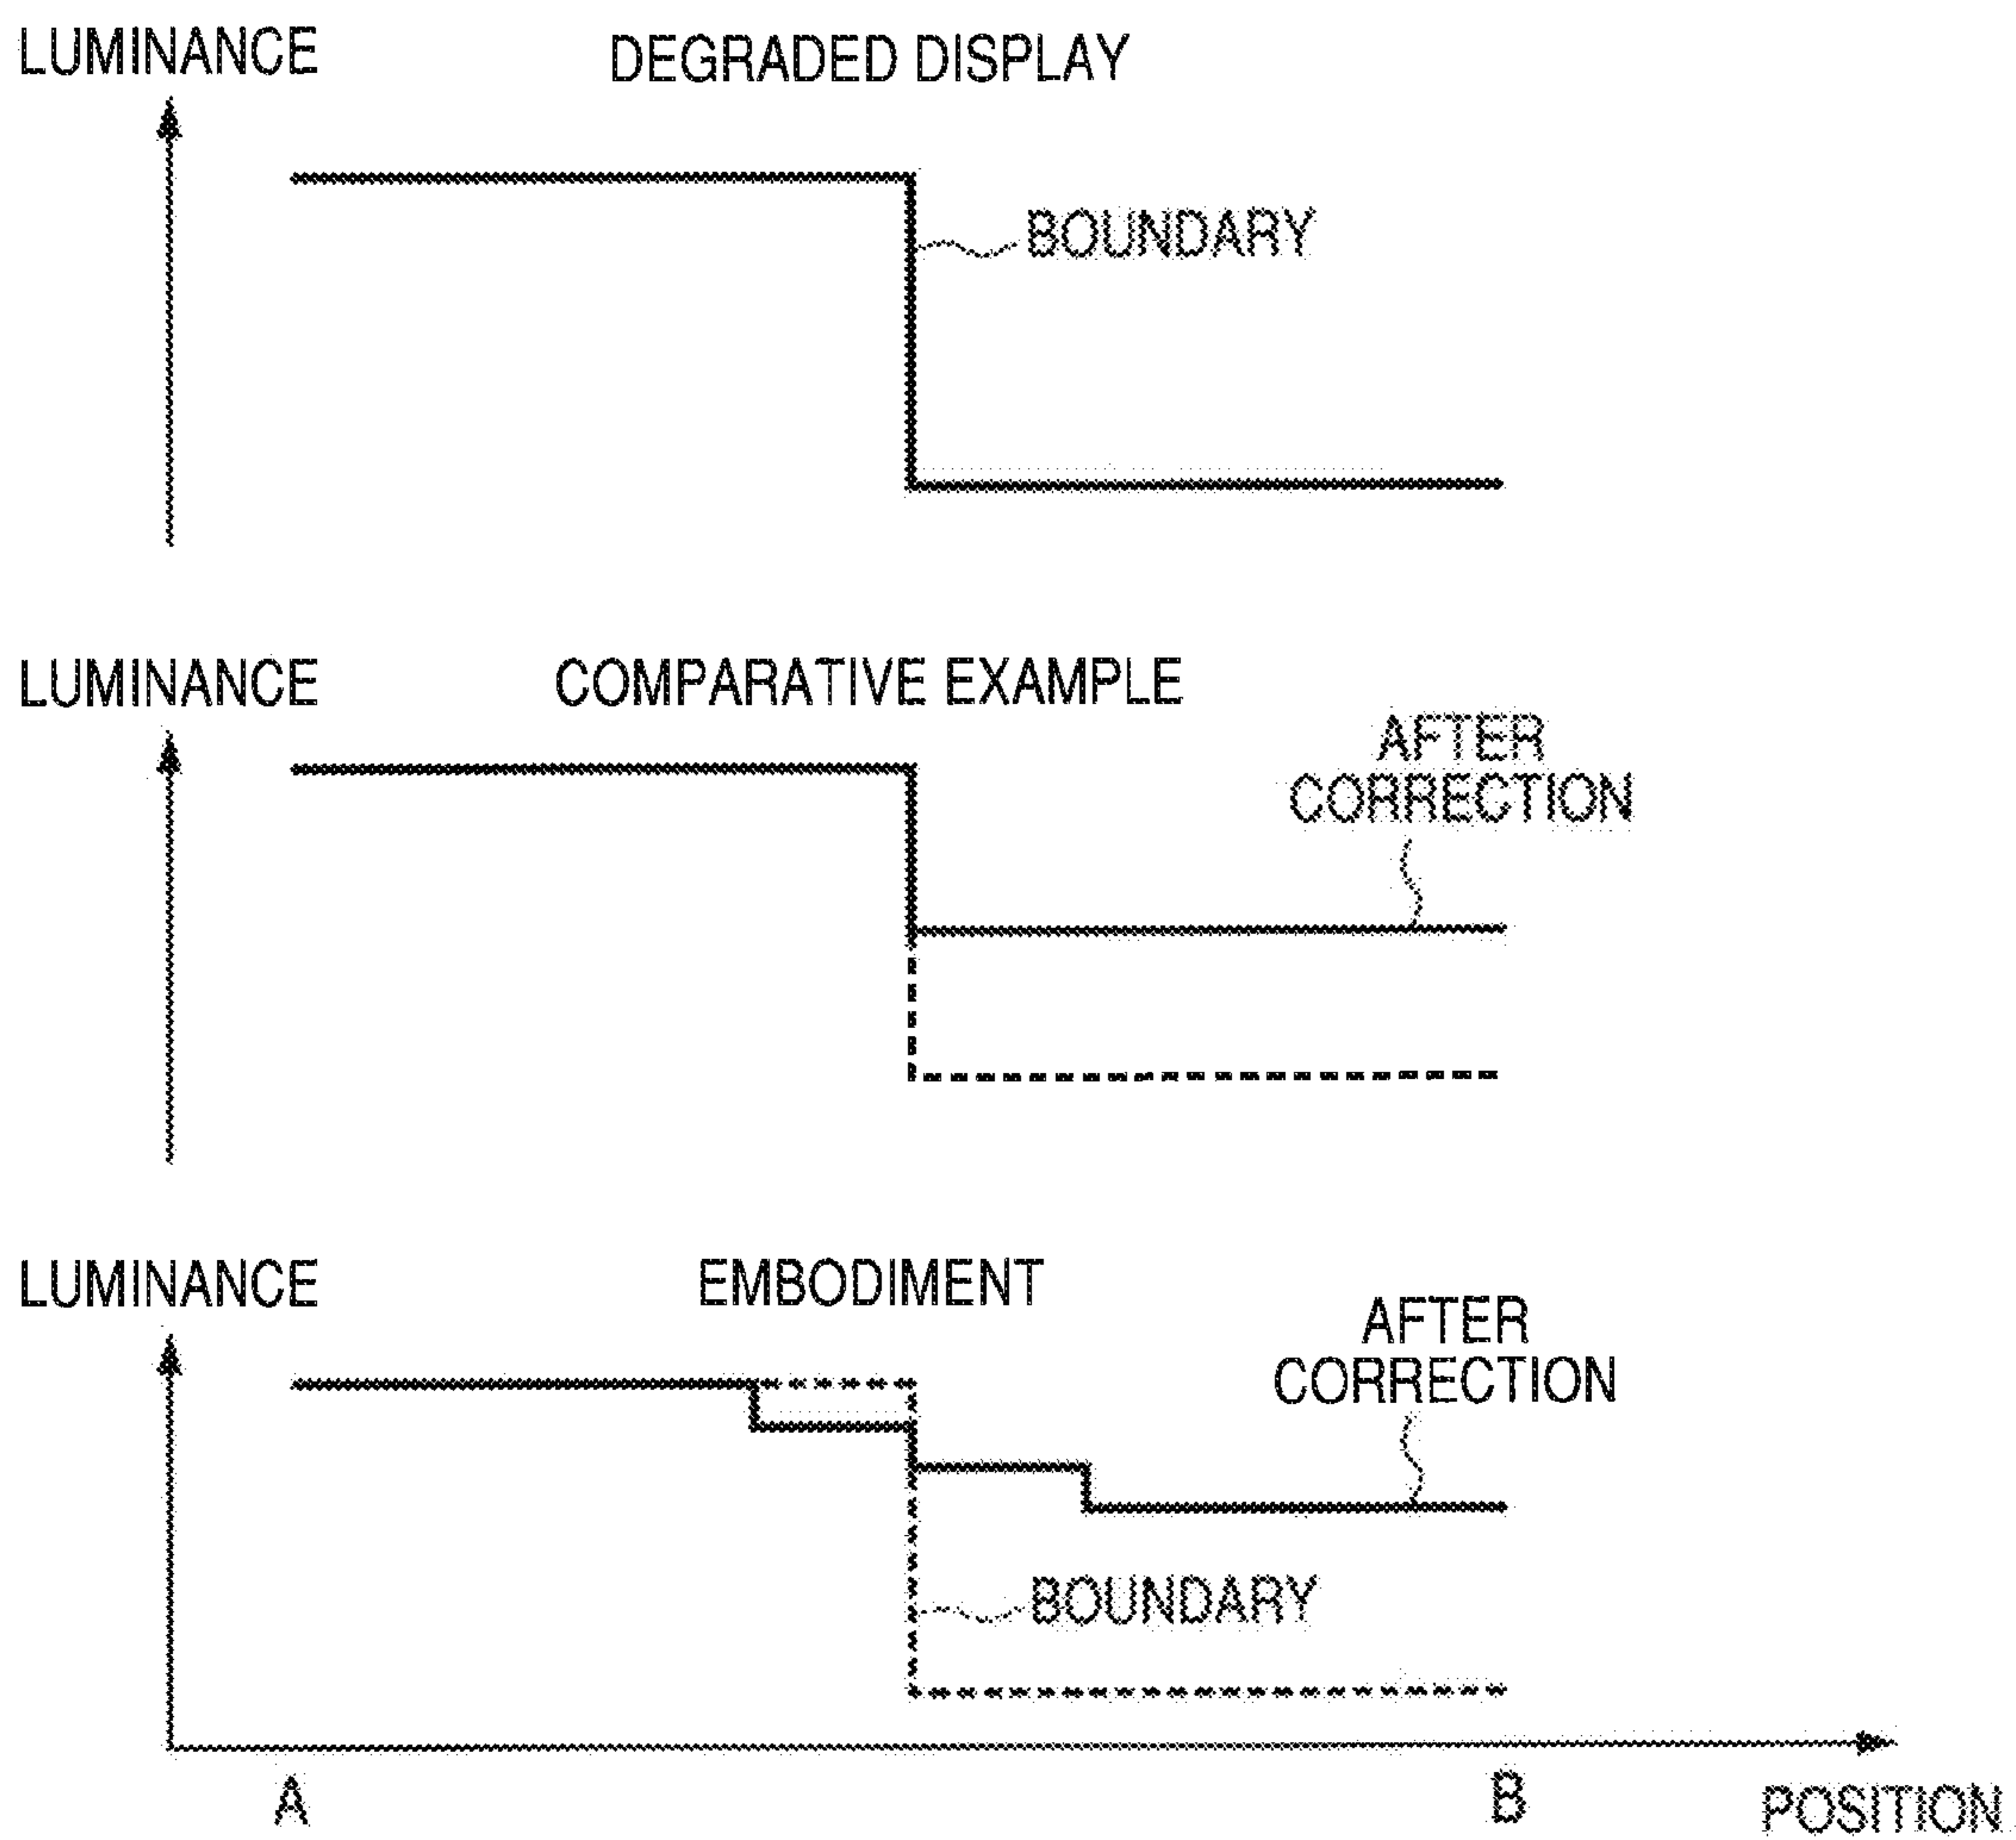 LUMINANCE
DEGRADED DISPLAY
BOUNDARY
LUMINANCE
COMPARATIVE EXAMPLE
AFTER
CORRECTION
LUMINANCE
EMBODIMENT
AFTER
CORRECTION
BOUNDARY
A
B
POSITION